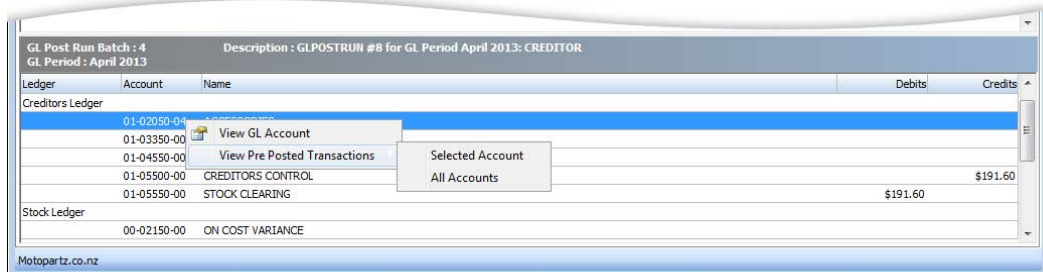 GL Post Run Batch : 4 Description : GLPOSTRUN #8 for GL Period April 2013: CREDITOR
GL Period : April 2013
Ledger Account Name Debits Credits
Creditors Ledger
01-02050-04 ACCESSORIES
View GL Account
01-03350-00
View Pre Posted Transactions Selected Account
01-04550-00
All Accounts
01-05500-00 CREDITORS CONTROL $191.60
01-05550-00 STOCK CLEARING $191.60
Stock Ledger
00-02150-00 ON COST VARIANCE
Motopartz.co.nz